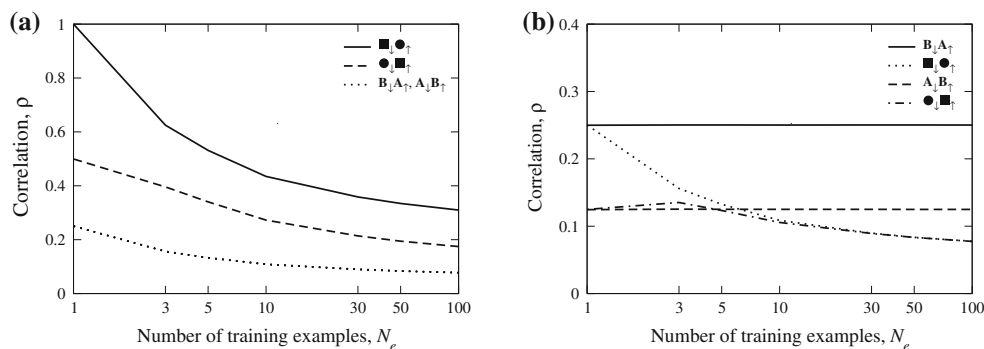 (a)
Correlation, ρ
1
0.8
0.6
0.4
0.2
0
1 3 5 10 30 50 100
Number of training examples, Nₑ
■↓●↑
●↓■↑
B↓A↑, A↓B↑
(b)
Correlation, ρ
0.4
0.3
0.2
0.1
0
1 3 5 10 30 50 100
Number of training examples, Nₑ
B↓A↑
■↓●↑
A↓B↑
●↓■↑